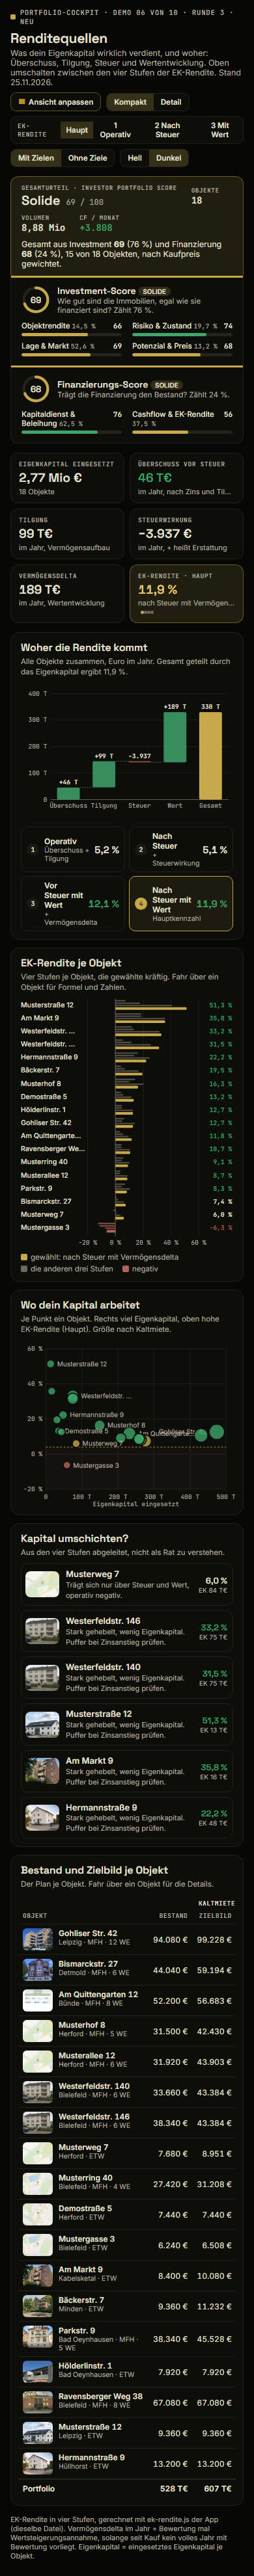 PORTFOLIO-COCKPIT · DEMO 06 VON 10 · RUNDE 3 · NEU
Renditequellen
Was dein Eigenkapital wirklich verdient, und woher:
Überschuss, Tilgung, Steuer und Wertentwicklung. Oben
umschalten zwischen den vier Stufen der EK-Rendite. Stand
25.11.2026.
Ansicht anpassen
Kompakt Detail
EK-RENDITE Haupt 1 Operativ 2 Nach Steuer 3 Mit Wert
Mit Zielen Ohne Ziele Hell Dunkel
GESAMTURTEIL · INVESTOR PORTFOLIO SCORE
Solide 69 / 100
OBJEKTE
18
VOLUMEN CF / MONAT
8,88 Mio +3.808
Gesamt aus Investment 69 (76 %) und Finanzierung
68 (24 %), 15 von 18 Objekten, nach Kaufpreis
gewichtet.
69
Investment-Score SOLIDE
Wie gut sind die Immobilien, egal wie sie
finanziert sind? Zählt 76 %.
Objektrendite 14,5 % 66 Risiko & Zustand 19,7 % 74
Lage & Markt 52,6 % 69 Potenzial & Preis 13,2 % 68
68
Finanzierungs-Score SOLIDE
Trägt die Finanzierung den Bestand? Zählt 24 %.
Kapitaldienst & Beleihung 62,5 % 76 Cashflow & EK-Rendite 37,5 % 56
EIGENKAPITAL EINGESETZT
2,77 Mio €
18 Objekte
ÜBERSCHUSS VOR STEUER
46 T€
im Jahr, nach Zins und Til...
TILGUNG
99 T€
im Jahr, Vermögensaufbau
STEUERWIRKUNG
−3.937 €
im Jahr, + heißt Erstattung
VERMÖGENSDELTA
189 T€
im Jahr, Wertentwicklung
EK-RENDITE · HAUPT
11,9 %
nach Steuer mit Vermögen...
Woher die Rendite kommt
Alle Objekte zusammen, Euro im Jahr. Gesamt geteilt durch
das Eigenkapital ergibt 11,9 %.
400 T
300 T
200 T
100 T
0
+46 T +99 T -3.937 +189 T 330 T
Überschuss Tilgung Steuer Wert Gesamt
1 Operativ Überschuss + Tilgung 5,2 %
2 Nach Steuer + Steuerwirkung 5,1 %
3 Vor Steuer mit Wert + Vermögensdelta 12,1 %
4 Nach Steuer mit Wert Hauptkennzahl 11,9 %
EK-Rendite je Objekt
Vier Stufen je Objekt, die gewählte kräftig. Fahr über ein
Objekt für Formel und Zahlen.
Musterstraße 12 51,3 %
Am Markt 9 35,8 %
Westerfeldstr. ... 33,2 %
Westerfeldstr. ... 31,5 %
Hermannstraße 9 22,2 %
Bäckerstr. 7 19,5 %
Musterhof 8 16,3 %
Demostraße 5 13,2 %
Hölderlinstr. 1 12,7 %
Gohliser Str. 42 12,7 %
Am Quittengarte... 11,8 %
Ravensberger We... 10,7 %
Musterring 40 9,1 %
Musterallee 12 8,7 %
Parkstr. 9 8,3 %
Bismarckstr. 27 7,4 %
Musterweg 7 6,0 %
Mustergasse 3 -6,3 %
-20 % 0 % 20 % 40 % 60 %
gewählt: nach Steuer mit Vermögensdelta
die anderen drei Stufen negativ
Wo dein Kapital arbeitet
Je Punkt ein Objekt. Rechts viel Eigenkapital, oben hohe
EK-Rendite (Haupt). Größe nach Kaltmiete.
60 %
40 %
20 %
0 %
-20 %
Musterstraße 12
Westerfeldstr. ...
Hermannstraße 9
Musterhof 8
Demostraße 5
Musterweg 7
Mustergasse 3
0 100 T 200 T 300 T 400 T 500 T
Eigenkapital eingesetzt
Kapital umschichten?
Aus den vier Stufen abgeleitet, nicht als Rat zu verstehen.
Musterweg 7
Trägt sich nur über Steuer und Wert,
operativ negativ.
6,0 %
EK 84 T€
Westerfeldstr. 146
Stark gehebelt, wenig Eigenkapital.
Puffer bei Zinsanstieg prüfen.
33,2 %
EK 75 T€
Westerfeldstr. 140
Stark gehebelt, wenig Eigenkapital.
Puffer bei Zinsanstieg prüfen.
31,5 %
EK 75 T€
Musterstraße 12
Stark gehebelt, wenig Eigenkapital.
Puffer bei Zinsanstieg prüfen.
51,3 %
EK 13 T€
Am Markt 9
Stark gehebelt, wenig Eigenkapital.
Puffer bei Zinsanstieg prüfen.
35,8 %
EK 16 T€
Hermannstraße 9
Stark gehebelt, wenig Eigenkapital.
Puffer bei Zinsanstieg prüfen.
22,2 %
EK 48 T€
Bestand und Zielbild je Objekt
Der Plan je Objekt. Fahr über ein Objekt für die Details.
KALTMIETE
OBJEKT BESTAND ZIELBILD
Gohliser Str. 42 94.080 € 99.228 €
Leipzig · MFH · 12 WE
Bismarckstr. 27 44.040 € 59.194 €
Detmold · MFH · 6 WE
Am Quittengarten 12 52.200 € 56.683 €
Bünde · MFH · 8 WE
Musterhof 8 31.500 € 42.430 €
Herford · MFH · 5 WE
Musterallee 12 31.920 € 43.903 €
Herford · MFH · 6 WE
Westerfeldstr. 140 33.660 € 43.384 €
Bielefeld · MFH · 6 WE
Westerfeldstr. 146 38.340 € 43.384 €
Bielefeld · MFH · 6 WE
Musterweg 7 7.680 € 8.951 €
Herford · ETW
Musterring 40 27.420 € 31.208 €
Bielefeld · MFH · 4 WE
Demostraße 5 7.440 € 7.440 €
Herford · ETW
Mustergasse 3 6.240 € 6.508 €
Bielefeld · ETW
Am Markt 9 8.400 € 10.080 €
Kabelsketal · ETW
Bäckerstr. 7 9.360 € 11.232 €
Minden · ETW
Parkstr. 9 38.340 € 45.528 €
Bad Oeynhausen · MFH ·
5 WE
Hölderlinstr. 1 7.920 € 7.920 €
Bad Oeynhausen · ETW
Ravensberger Weg 38 67.080 € 67.080 €
Bielefeld · MFH · 8 WE
Musterstraße 12 9.360 € 9.360 €
Leipzig · ETW
Hermannstraße 9 13.200 € 13.200 €
Hüllhorst · ETW
Portfolio 528 T€ 607 T€
EK-Rendite in vier Stufen, gerechnet mit ek-rendite.js der App
(dieselbe Datei). Vermögensdelta im Jahr = Bewertung mal
Wertsteigerungsannahme, solange seit Kauf kein volles Jahr mit
Bewertung vorliegt. Eigenkapital = eingesetztes Eigenkapital je
Objekt.